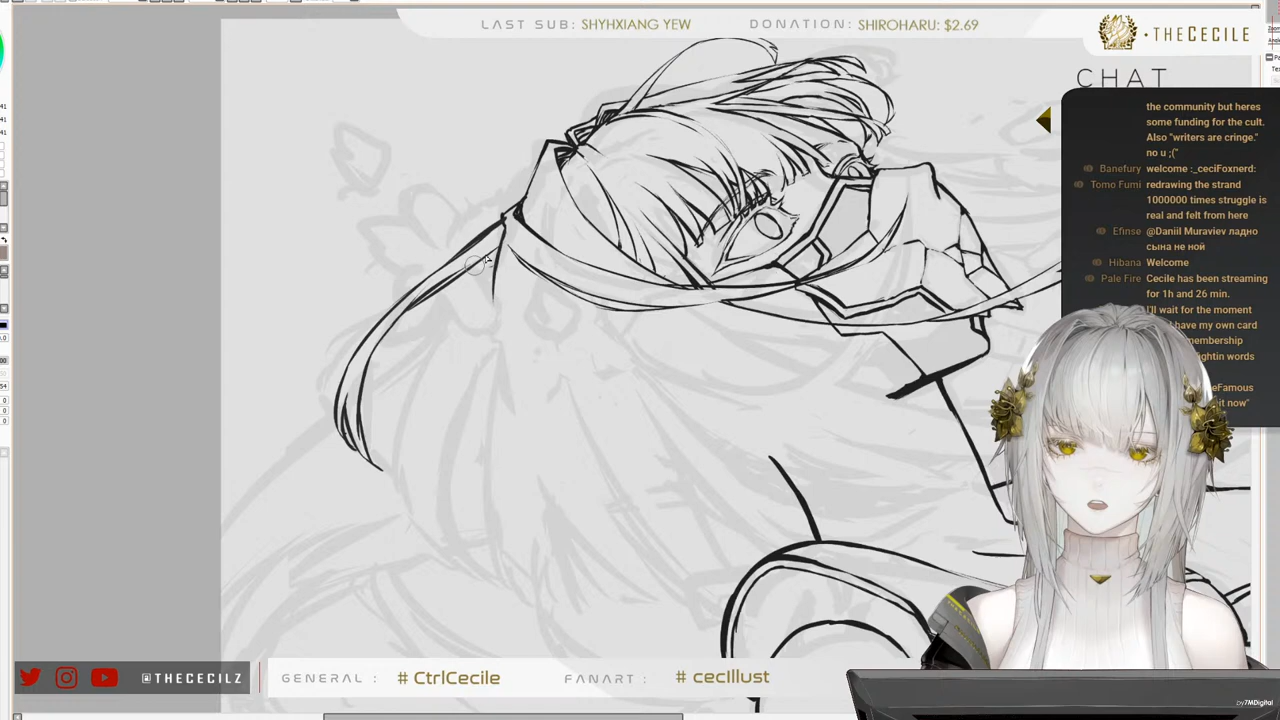 LAST SUB: SHYHXIANG YEW
DONATION: SHIROHARU: $2.69
· THECECILE
CHAT
the community but heres
some funding for the cult.
Also "writers are cringe."
no u ;("
Banefury welcome :_ceciFoxnerd:
Tomo Fumi redrawing the strand
1000000 times struggle is
real and felt from here
Efinse @Daniil Muraviev ладно
сына не ной
Hibana Welcome
Pale Fire Cecile has been streaming
for 1h and 26 min.
I'll wait for the moment
have my own card
membership
ightin words
eFamous
it now"
@THECECILZ
GENERAL : # CtrlCecile
FANART : # cecIllust
by7MDigital